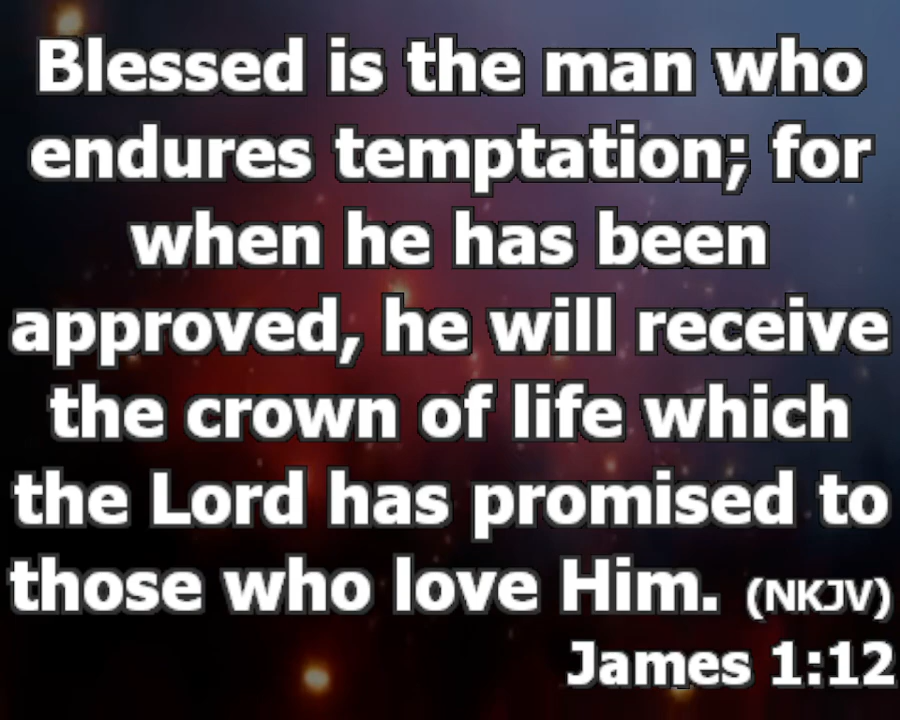 Blessed is the man who
endures temptation; for
when he has been
approved, he will receive
the crown of life which
the Lord has promised to
those who love Him. (NKJV)
James 1:12